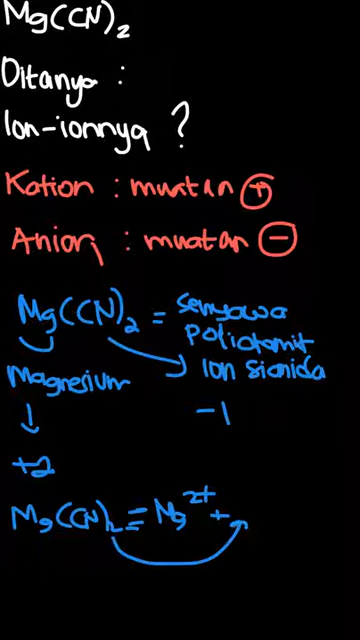 Mg(CN)₂
Ditanya :
Ion-ionnya ?
Kation : muatan ⊕
Anion : muatan ⊖
Mg(CN)₂ = senyawa
poliatomik
Magnesium
ion sianida
-1
+2
Mg(CN)₂ = Mg²⁺ +